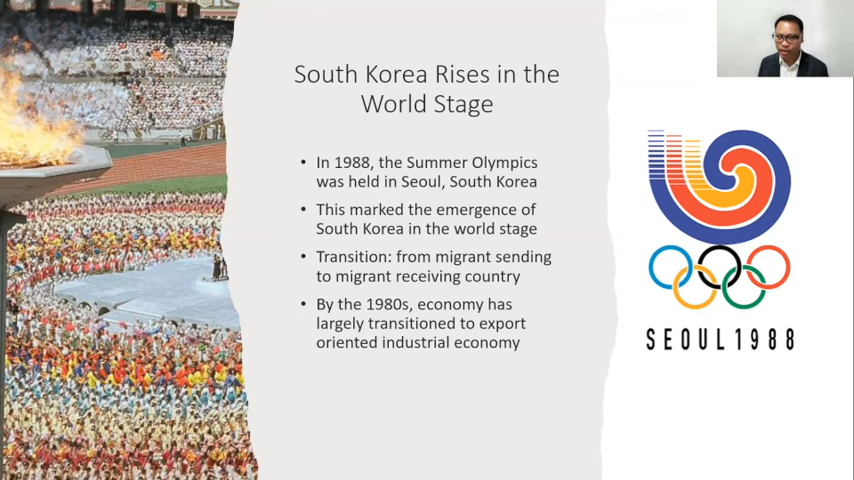 South Korea Rises in the
World Stage
• In 1988, the Summer Olympics
was held in Seoul, South Korea
• This marked the emergence of
South Korea in the world stage
• Transition: from migrant sending
to migrant receiving country
• By the 1980s, economy has
largely transitioned to export
oriented industrial economy
SEOUL1988